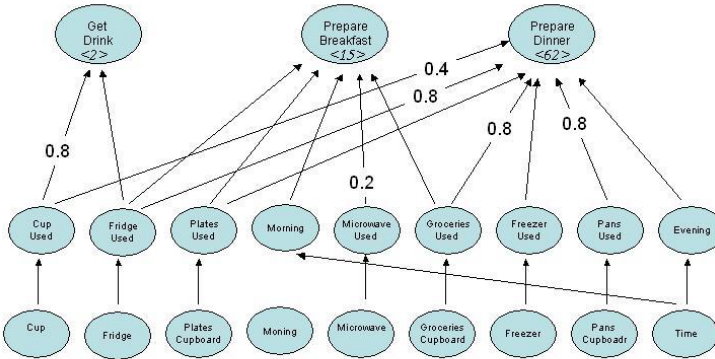 Get
Drink
<2>
Prepare
Breakfast
<15>
Prepare
Dinner
<62>
0.4
0.8
0.8
0.8
0.8
0.2
Cup
Used
Fridge
Used
Plates
Used
Morning
Microwave
Used
Groceries
Used
Freezer
Used
Pans
Used
Evening
Cup
Fridge
Plates
Cupboard
Moning
Microwave
Groceries
Cupboard
Freezer
Pans
Cupboadr
Time